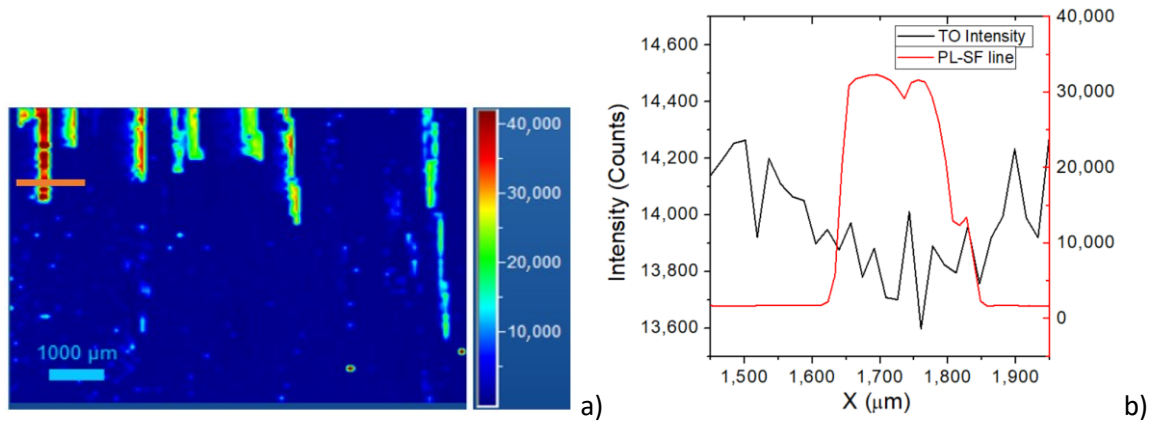 40,000
30,000
20,000
10,000
1000 µm
a)
14,600
14,400
14,200
14,000
13,800
13,600
Intensity (Counts)
TO Intensity
PL-SF line
40,000
30,000
20,000
10,000
0
1,500 1,600 1,700 1,800 1,900
X (µm)
b)